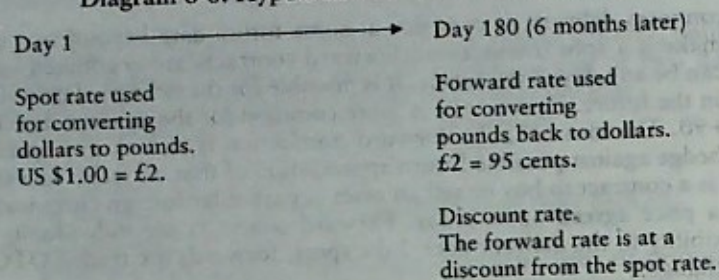 Day 1
Day 180 (6 months later)
Spot rate used
for converting
dollars to pounds.
US $1.00 = £2.
Forward rate used
for converting
pounds back to dollars.
£2 = 95 cents.
Discount rate.
The forward rate is at a
discount from the spot rate.